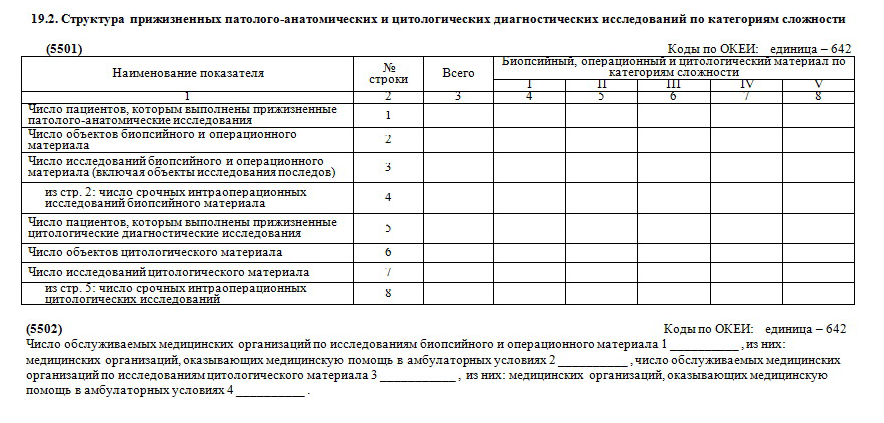 19.2. Структура прижизненных патолого-анатомических и цитологических диагностических исследований по категориям сложности
(5501) Коды по ОКЕИ: единица – 642
Наименование показателя
№
строки
Всего
Биопсийный, операционный и цитологический материал по
категориям сложности
I II III IV V
1 2 3 4 5 6 7 8
Число пациентов, которым выполнены прижизненные
патолого-анатомические исследования
1
Число объектов биопсийного и операционного
материала
2
Число исследований биопсийного и операционного
материала (включая объекты исследования последов)
3
из стр. 2: число срочных интраоперационных
исследований биопсийного материала
4
Число пациентов, которым выполнены прижизненные
цитологические диагностические исследования
5
Число объектов цитологического материала 6
Число исследований цитологического материала 7
из стр. 5: число срочных интраоперационных
цитологических исследований
8
(5502) Коды по ОКЕИ: единица – 642
Число обслуживаемых медицинских организаций по исследованиям биопсийного и операционного материала 1 __________ , из них:
медицинских организаций, оказывающих медицинскую помощь в амбулаторных условиях 2 __________ , число обслуживаемых медицинских
организаций по исследованиям цитологического материала 3 ___________ , из них: медицинских организаций, оказывающих медицинскую
помощь в амбулаторных условиях 4 __________ .